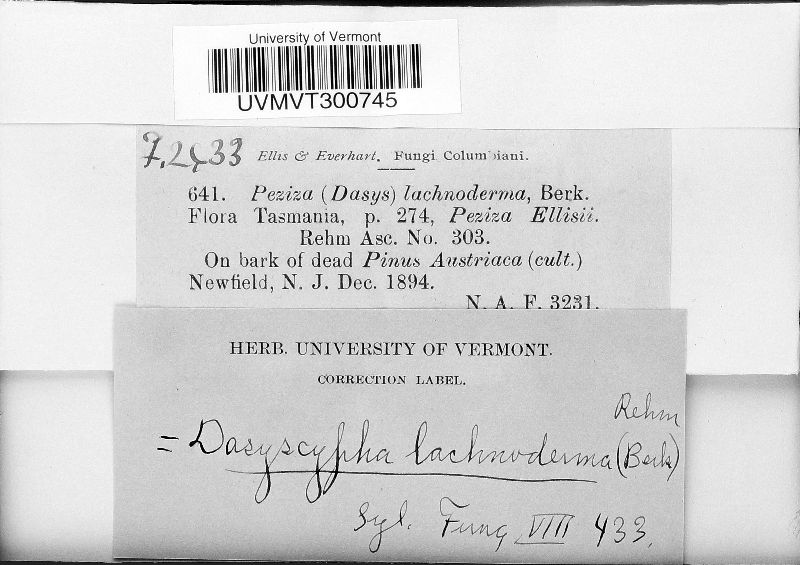 University of Vermont
UVMVT300745
Ellis & Everhart. Fungi Columbiani.
641. Peziza (Dasys) lachnoderma, Berk.
Flora Tasmania, p. 274, Peziza Ellisii.
Rehm Asc. No. 303.
On bark of dead Pinus Austriaca (cult.)
Newfield, N. J. Dec. 1894.
N. A. F. 3231.
HERB. UNIVERSITY OF VERMONT.
CORRECTION LABEL.
Rehm
= Dasyscypha lachnoderma (Berk)
Syl. Fung. VIII 433.